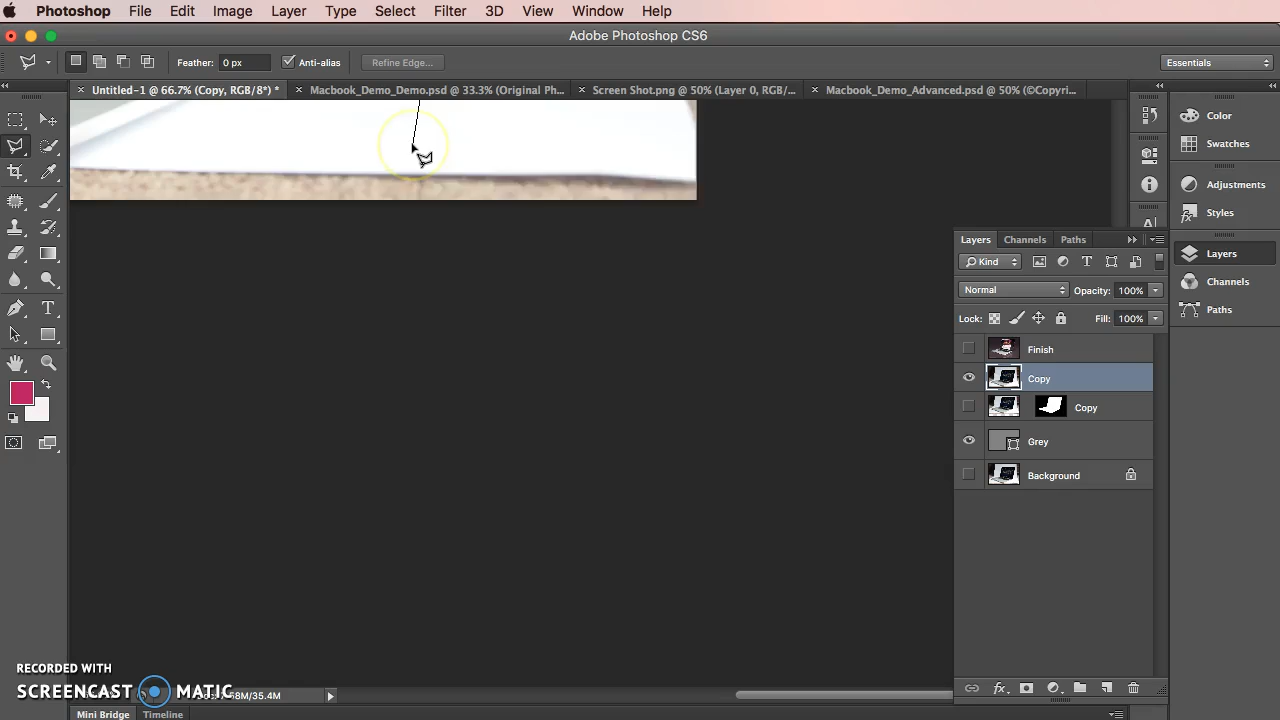 Photoshop File Edit Image Layer Type Select Filter 3D View Window Help
Adobe Photoshop CS6
Feather: 0 px Anti-alias Refine Edge... Essentials
Untitled-1 @ 66.7% (Copy, RGB/8*) * Macbook_Demo_Demo.psd @ 33.3% (Original Ph... Screen Shot.png @ 50% (Layer 0, RGB/... Macbook_Demo_Advanced.psd @ 50% (©Copyri...
Color
Swatches
Adjustments
Styles
Layers
Channels
Paths
Layers Channels Paths
Kind
Normal Opacity: 100%
Lock: Fill: 100%
Finish
Copy
Copy
Grey
Background
RECORDED WITH
SCREENCAST MATIC
M/35.4M
Mini Bridge Timeline